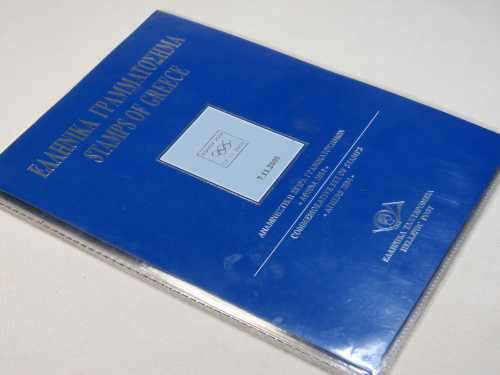 ΕΛΛΗΝΙΚΑ ΓΡΑΜΜΑΤΟΣΗΜΑ
STAMPS OF GREECE
ΑΝΑΜΝΗΣΤΙΚΗ ΣΕΙΡΑ ΓΡΑΜΜΑΤΟΣΗΜΩΝ
COMMEMORATIVE SET OF STAMPS
ΕΛΛΗΝΙΚΑ ΤΑΧΥΔΡΟΜΕΙΑ
HELLENIC POST